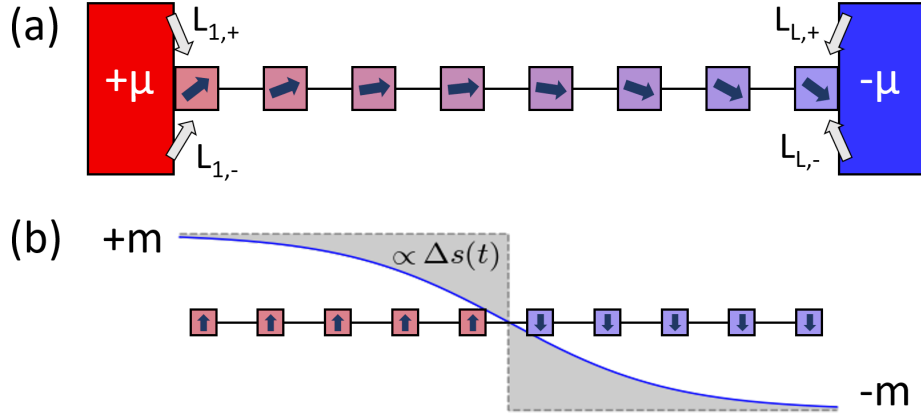 (a)
L1,+
LL,+
+μ
-μ
L1,-
LL,-
(b)
+m
∝ Δs(t)
-m